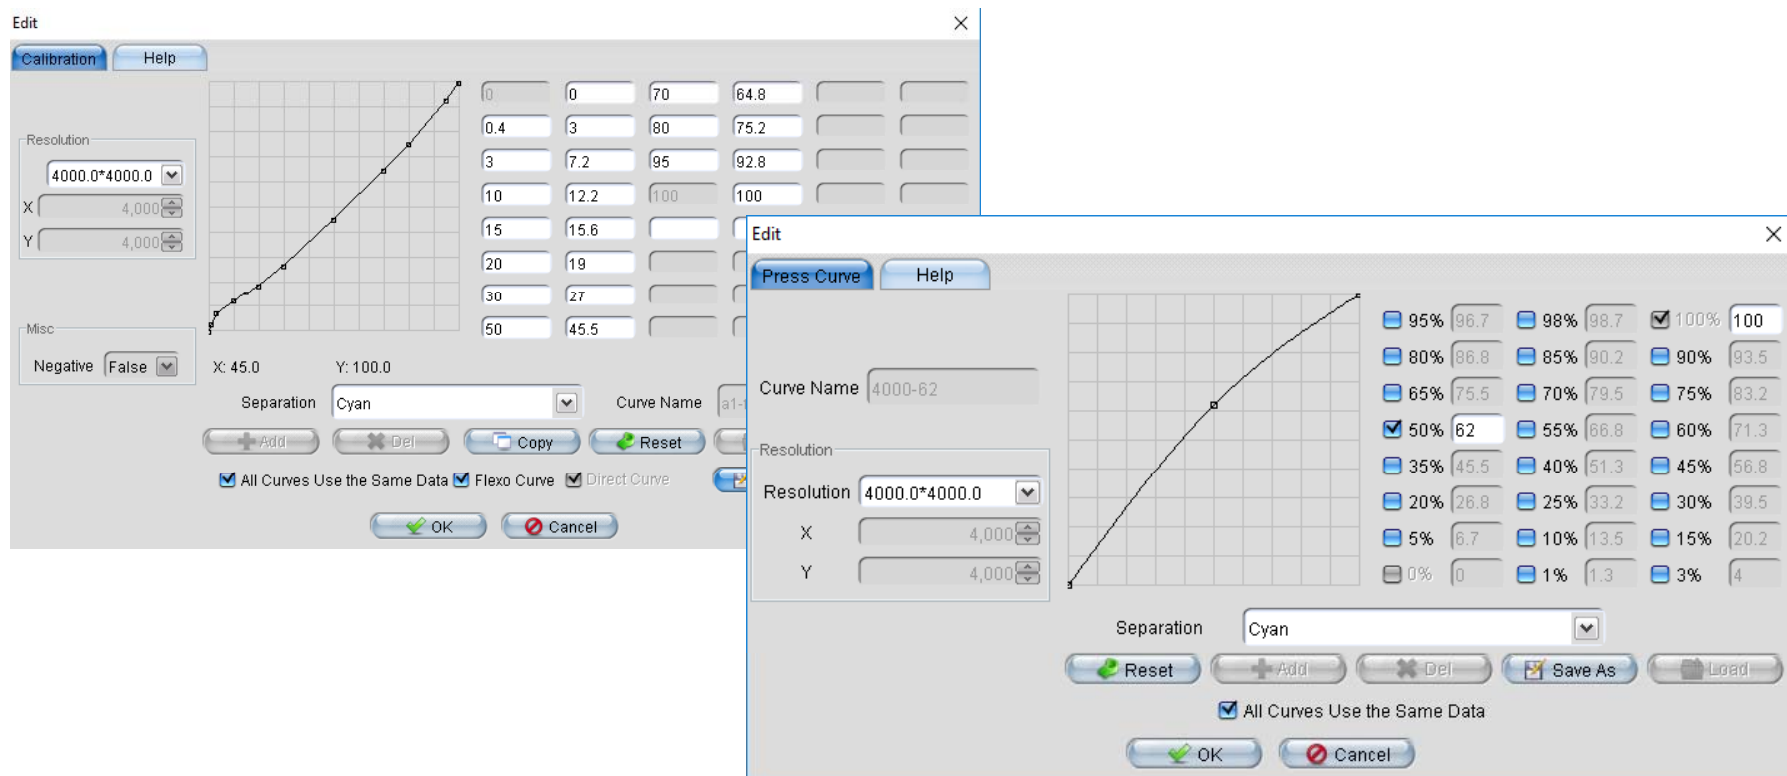 Edit
Calibration Help
0 0 70 64.8
0.4 3 80 75.2
Resolution
3 7.2 95 92.8
4000.0*4000.0
10 12.2 100 100
X 4,000
15 15.6
Y 4,000
20 19
30 27
Misc
50 45.5
Negative False
X: 45.0 Y: 100.0
Separation Cyan Curve Name
Add Del Copy Reset
All Curves Use the Same Data Flexo Curve Direct Curve
OK Cancel
Edit
Press Curve Help
95% 96.7 98% 98.7 100% 100
80% 86.8 85% 90.2 90% 93.5
Curve Name 4000-62
65% 75.5 70% 79.5 75% 83.2
50% 62 55% 66.8 60% 71.3
Resolution
35% 45.5 40% 51.3 45% 56.8
Resolution 4000.0*4000.0
20% 26.8 25% 33.2 30% 39.5
X 4,000
5% 6.7 10% 13.5 15% 20.2
Y 4,000
0% 0 1% 1.3 3% 4
Separation Cyan
Reset Add Del Save As Load
All Curves Use the Same Data
OK Cancel